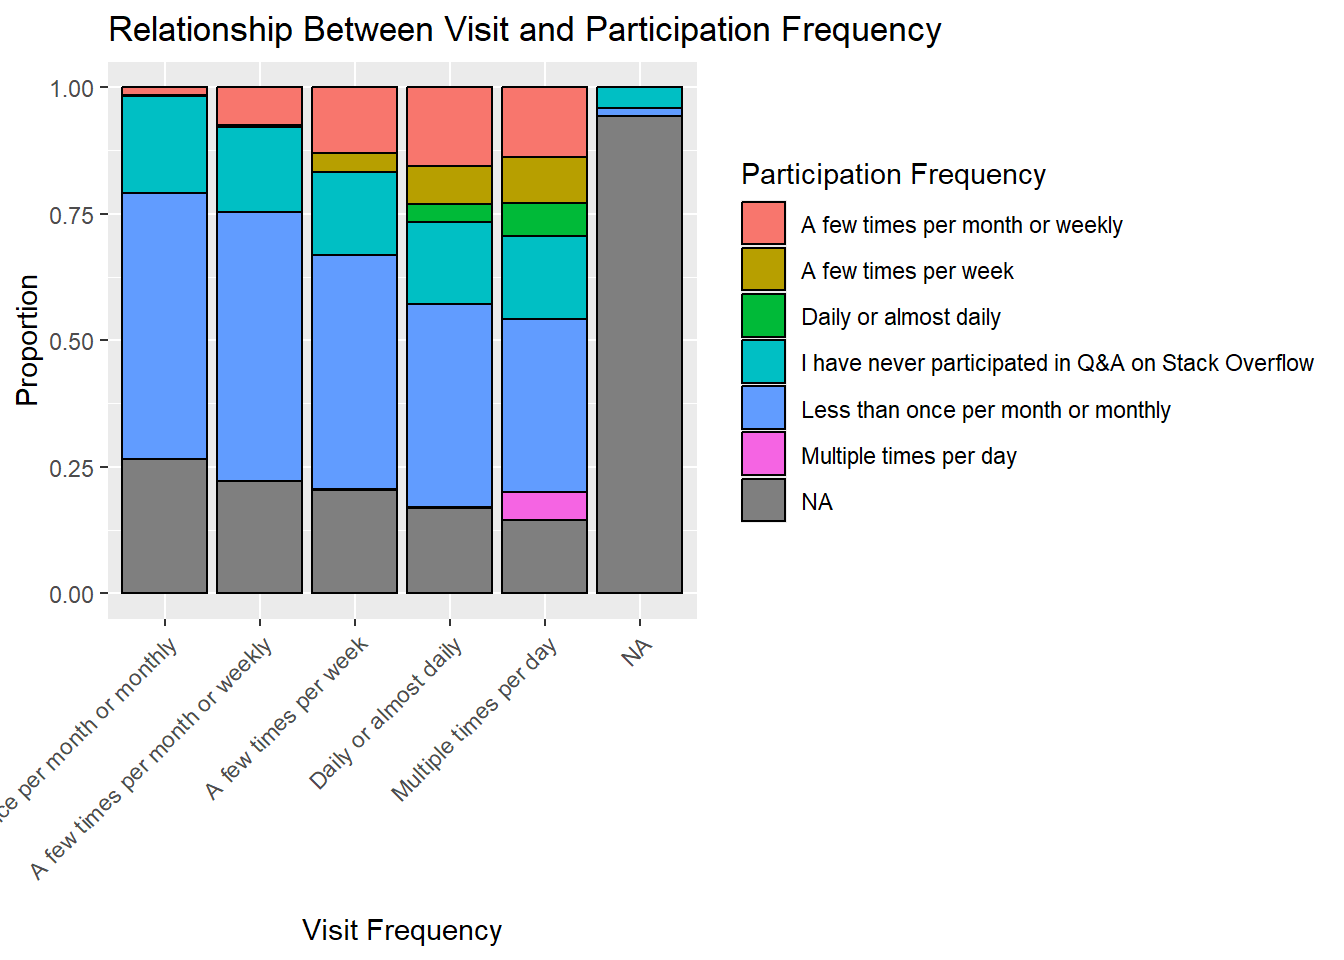 Relationship Between Visit and Participation Frequency
Proportion
1.00
0.75
0.50
0.25
0.00
per month or monthly
A few times per month or weekly
A few times per week
Daily or almost daily
Multiple times per day
NA
Visit Frequency
Participation Frequency
A few times per month or weekly
A few times per week
Daily or almost daily
I have never participated in Q&A on Stack Overflow
Less than once per month or monthly
Multiple times per day
NA